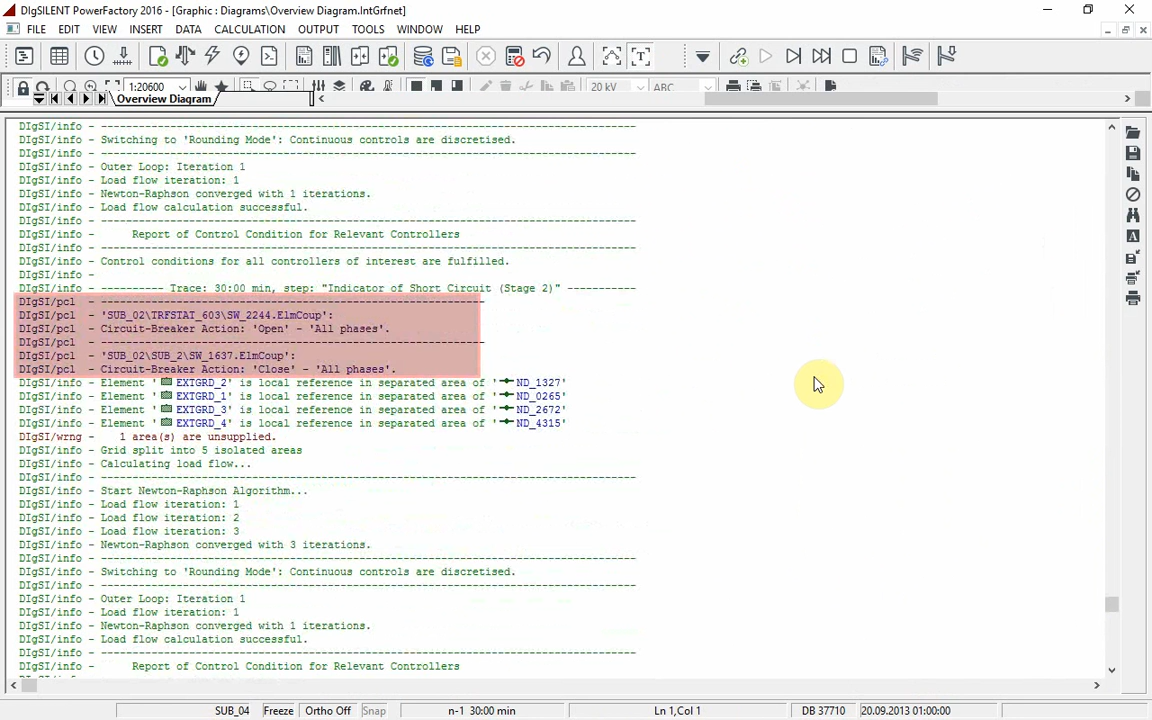 DIgSILENT PowerFactory 2016 - [Graphic : Diagrams\Overview Diagram.IntGrfnet]
FILE EDIT VIEW INSERT DATA CALCULATION OUTPUT TOOLS WINDOW HELP
1:20600 20 kV ABC
Overview Diagram
DIgSI/info - ------------------------------------------------------------------------------------
DIgSI/info - Switching to 'Rounding Mode': Continuous controls are discretised.
DIgSI/info - ------------------------------------------------------------------------------------
DIgSI/info - Outer Loop: Iteration 1
DIgSI/info - Load flow iteration: 1
DIgSI/info - Newton-Raphson converged with 1 iterations.
DIgSI/info - Load flow calculation successful.
DIgSI/info - ------------------------------------------------------------------------------------
DIgSI/info - Report of Control Condition for Relevant Controllers
DIgSI/info - ------------------------------------------------------------------------------------
DIgSI/info - Control conditions for all controllers of interest are fulfilled.
DIgSI/info -
DIgSI/info - ---------- Trace: 30:00 min, step: "Indicator of Short Circuit (Stage 2)" -----------
DIgSI/pcl - ------------------------------------------------------------
DIgSI/pcl - 'SUB_02\TRFSTAT_603\SW_2244.ElmCoup':
DIgSI/pcl - Circuit-Breaker Action: 'Open' - 'All phases'.
DIgSI/pcl - ------------------------------------------------------------
DIgSI/pcl - 'SUB_02\SUB_2\SW_1637.ElmCoup':
DIgSI/pcl - Circuit-Breaker Action: 'Close' - 'All phases'.
DIgSI/info - Element ' EXTGRD_2' is local reference in separated area of ' ND_1327'
DIgSI/info - Element ' EXTGRD_1' is local reference in separated area of ' ND_0265'
DIgSI/info - Element ' EXTGRD_3' is local reference in separated area of ' ND_2672'
DIgSI/info - Element ' EXTGRD_4' is local reference in separated area of ' ND_4315'
DIgSI/wrng - 1 area(s) are unsupplied.
DIgSI/info - Grid split into 5 isolated areas
DIgSI/info - Calculating load flow...
DIgSI/info - ------------------------------------------------------------------------------------
DIgSI/info - Start Newton-Raphson Algorithm...
DIgSI/info - Load flow iteration: 1
DIgSI/info - Load flow iteration: 2
DIgSI/info - Load flow iteration: 3
DIgSI/info - Newton-Raphson converged with 3 iterations.
DIgSI/info - ------------------------------------------------------------------------------------
DIgSI/info - Switching to 'Rounding Mode': Continuous controls are discretised.
DIgSI/info - ------------------------------------------------------------------------------------
DIgSI/info - Outer Loop: Iteration 1
DIgSI/info - Load flow iteration: 1
DIgSI/info - Newton-Raphson converged with 1 iterations.
DIgSI/info - Load flow calculation successful.
DIgSI/info - ------------------------------------------------------------------------------------
DIgSI/info - Report of Control Condition for Relevant Controllers
SUB_04 Freeze Ortho Off Snap n-1 30:00 min Ln 1,Col 1 DB 37710 20.09.2013 01:00:00